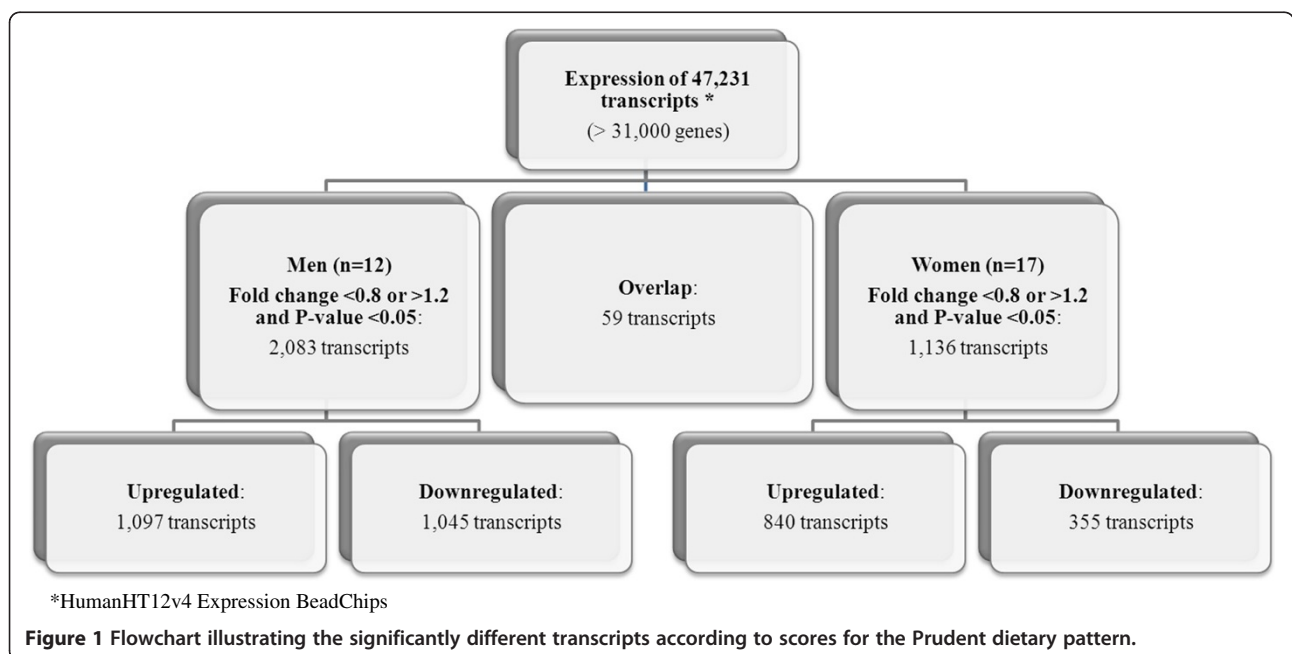 Expression of 47,231
transcripts *
(> 31,000 genes)
Men (n=12)
Fold change <0.8 or >1.2
and P-value <0.05:
2,083 transcripts
Overlap:
59 transcripts
Women (n=17)
Fold change <0.8 or >1.2
and P-value <0.05:
1,136 transcripts
Upregulated:
1,097 transcripts
Downregulated:
1,045 transcripts
Upregulated:
840 transcripts
Downregulated:
355 transcripts
*HumanHT12v4 Expression BeadChips
Figure 1 Flowchart illustrating the significantly different transcripts according to scores for the Prudent dietary pattern.